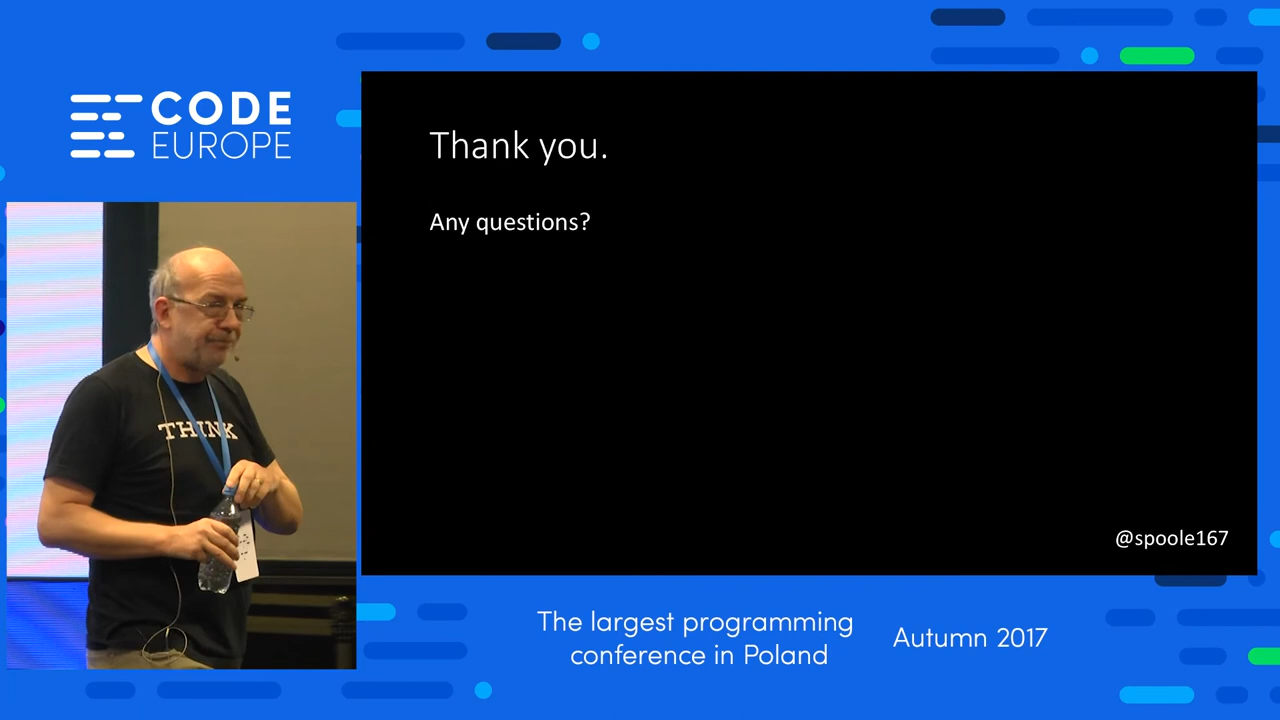 CODE
EUROPE
Thank you.
Any questions?
THINK
@spoole167
The largest programming
conference in Poland
Autumn 2017